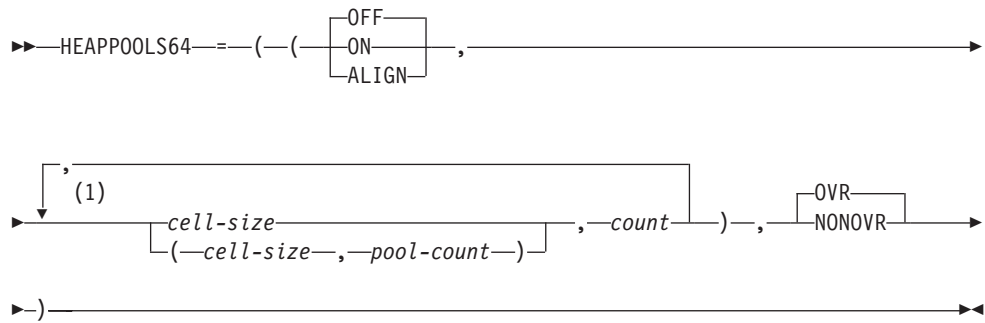 OFF
HEAPPOOLS64 = ( ( ON ,
ALIGN
,
(1)
OVR
cell-size , count ) , NONOVR
( cell-size , pool-count )
)